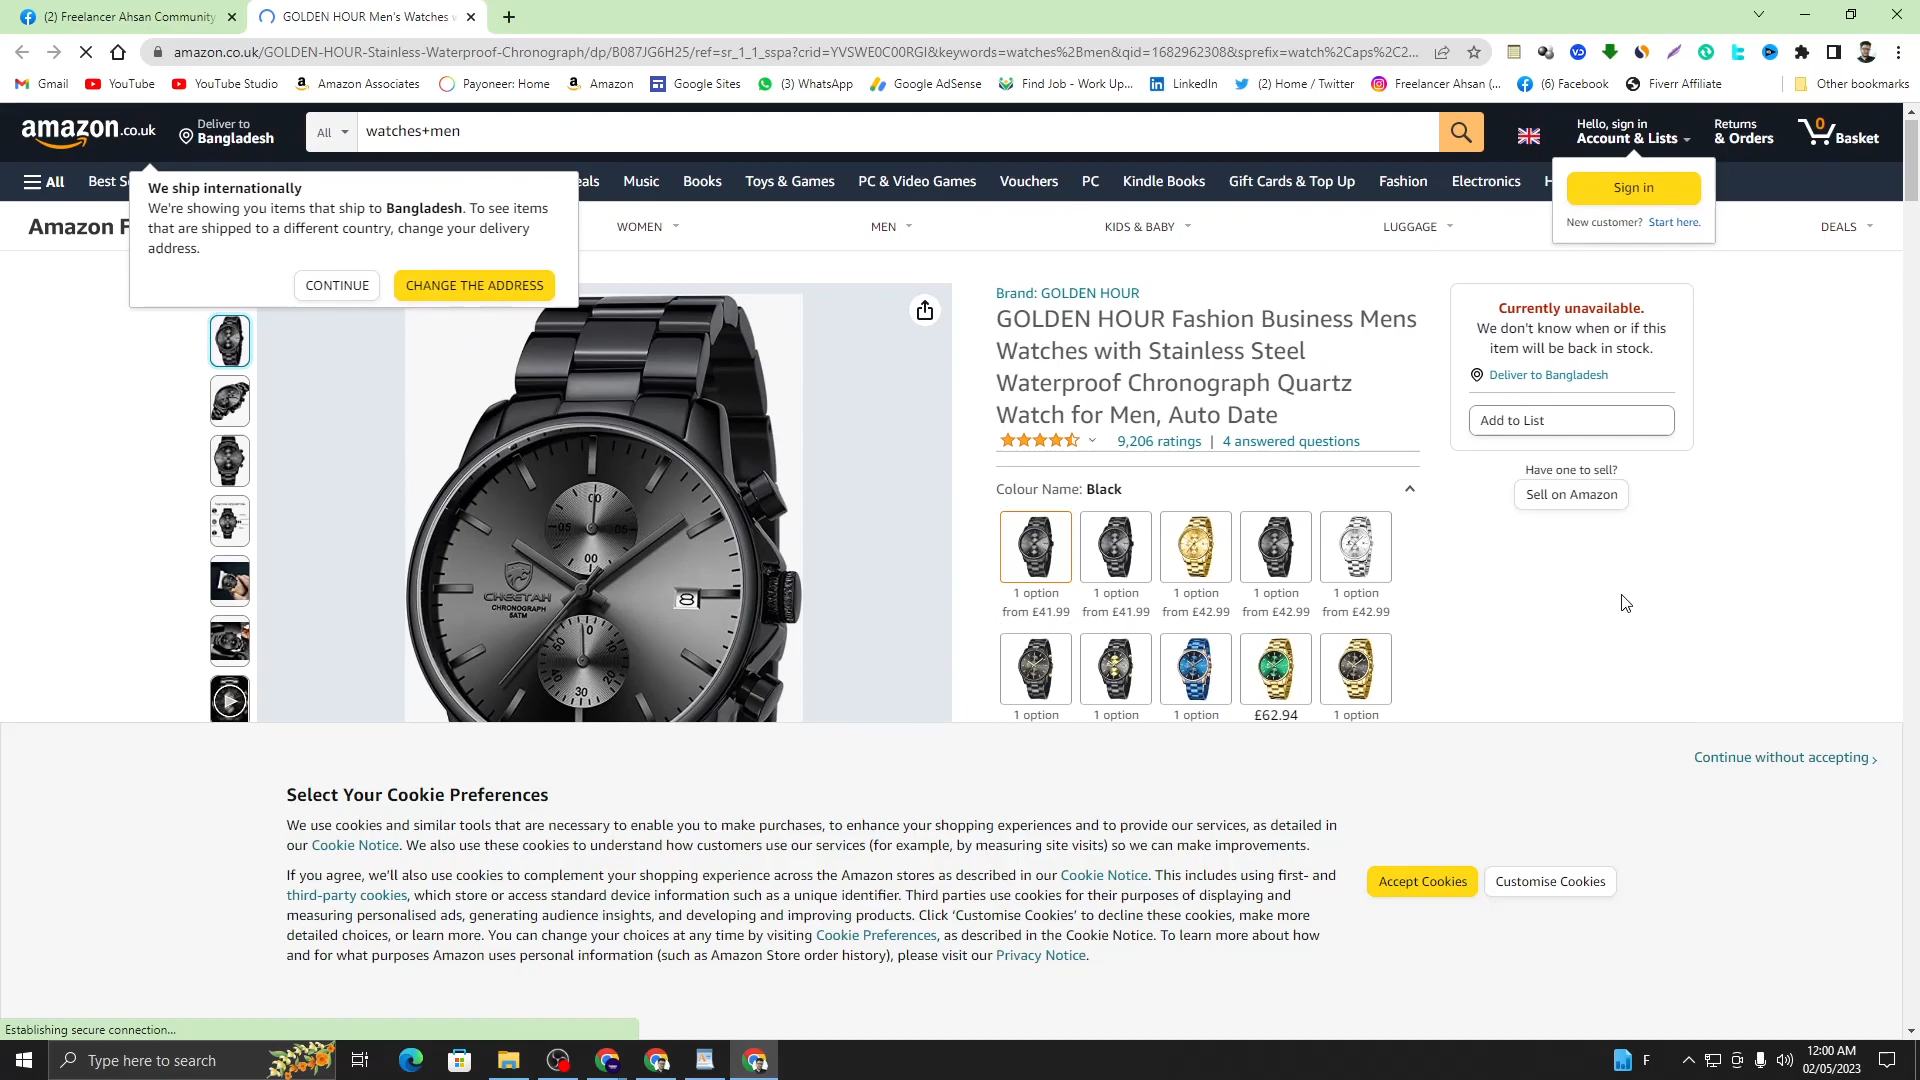 (2) Freelancer Ahsan Community
GOLDEN HOUR Men's Watches w
amazon.co.uk/GOLDEN-HOUR-Stainless-Waterproof-Chronograph/dp/B087JG6H25/ref=sr_1_1_sspa?crid=YVSWE0C00RGI&keywords=watches%2Bmen&qid=1682962308&sprefix=watch%2Caps%2C2...
Gmail YouTube YouTube Studio Amazon Associates Payoneer: Home Amazon Google Sites (3) WhatsApp Google AdSense Find Job - Work Up... LinkedIn (2) Home / Twitter Freelancer Ahsan (... (6) Facebook Fiverr Affiliate Other bookmarks
amazon.co.uk
Deliver to
Bangladesh
All watches+men
Hello, sign in
Account & Lists
Returns
& Orders
0
Basket
All Best S eals Music Books Toys & Games PC & Video Games Vouchers PC Kindle Books Gift Cards & Top Up Fashion Electronics H
We ship internationally
We're showing you items that ship to Bangladesh. To see items
that are shipped to a different country, change your delivery
address.
CONTINUE CHANGE THE ADDRESS
Sign in
New customer? Start here.
Amazon F WOMEN MEN KIDS & BABY LUGGAGE DEALS
Brand: GOLDEN HOUR
GOLDEN HOUR Fashion Business Mens
Watches with Stainless Steel
Waterproof Chronograph Quartz
Watch for Men, Auto Date
9,206 ratings | 4 answered questions
Colour Name: Black
1 option 1 option 1 option 1 option 1 option
from £41.99 from £41.99 from £42.99 from £42.99 from £42.99
1 option 1 option 1 option £62.94 1 option
Currently unavailable.
We don't know when or if this
item will be back in stock.
Deliver to Bangladesh
Add to List
Have one to sell?
Sell on Amazon
00
05 05
00
CHEETAH
CHRONOGRAPH
5ATM
8
0
50 10
40 20
30
Continue without accepting
Select Your Cookie Preferences
We use cookies and similar tools that are necessary to enable you to make purchases, to enhance your shopping experiences and to provide our services, as detailed in
our Cookie Notice. We also use these cookies to understand how customers use our services (for example, by measuring site visits) so we can make improvements.
If you agree, we'll also use cookies to complement your shopping experience across the Amazon stores as described in our Cookie Notice. This includes using first- and
third-party cookies, which store or access standard device information such as a unique identifier. Third parties use cookies for their purposes of displaying and
measuring personalised ads, generating audience insights, and developing and improving products. Click ‘Customise Cookies’ to decline these cookies, make more
detailed choices, or learn more. You can change your choices at any time by visiting Cookie Preferences, as described in the Cookie Notice. To learn more about how
and for what purposes Amazon uses personal information (such as Amazon Store order history), please visit our Privacy Notice.
Accept Cookies Customise Cookies
Establishing secure connection...
Type here to search
F
12:00 AM
02/05/2023